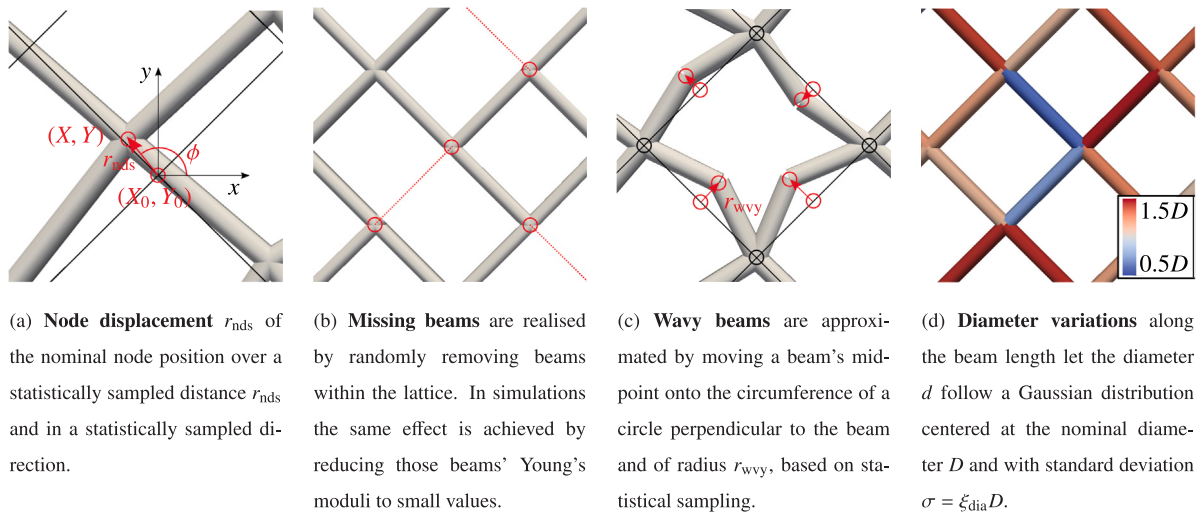 y
(X, Y)
ϕ
r_nds
x
(X₀, Y₀)
r_wvy
1.5D
0.5D
(a) Node displacement r_nds of
the nominal node position over a
statistically sampled distance r_nds
and in a statistically sampled di-
rection.
(b) Missing beams are realised
by randomly removing beams
within the lattice. In simulations
the same effect is achieved by
reducing those beams' Young's
moduli to small values.
(c) Wavy beams are approxi-
mated by moving a beam's mid-
point onto the circumference of a
circle perpendicular to the beam
and of radius r_wvy, based on sta-
tistical sampling.
(d) Diameter variations along
the beam length let the diameter
d follow a Gaussian distribution
centered at the nominal diame-
ter D and with standard deviation
σ = ξ_dia D.